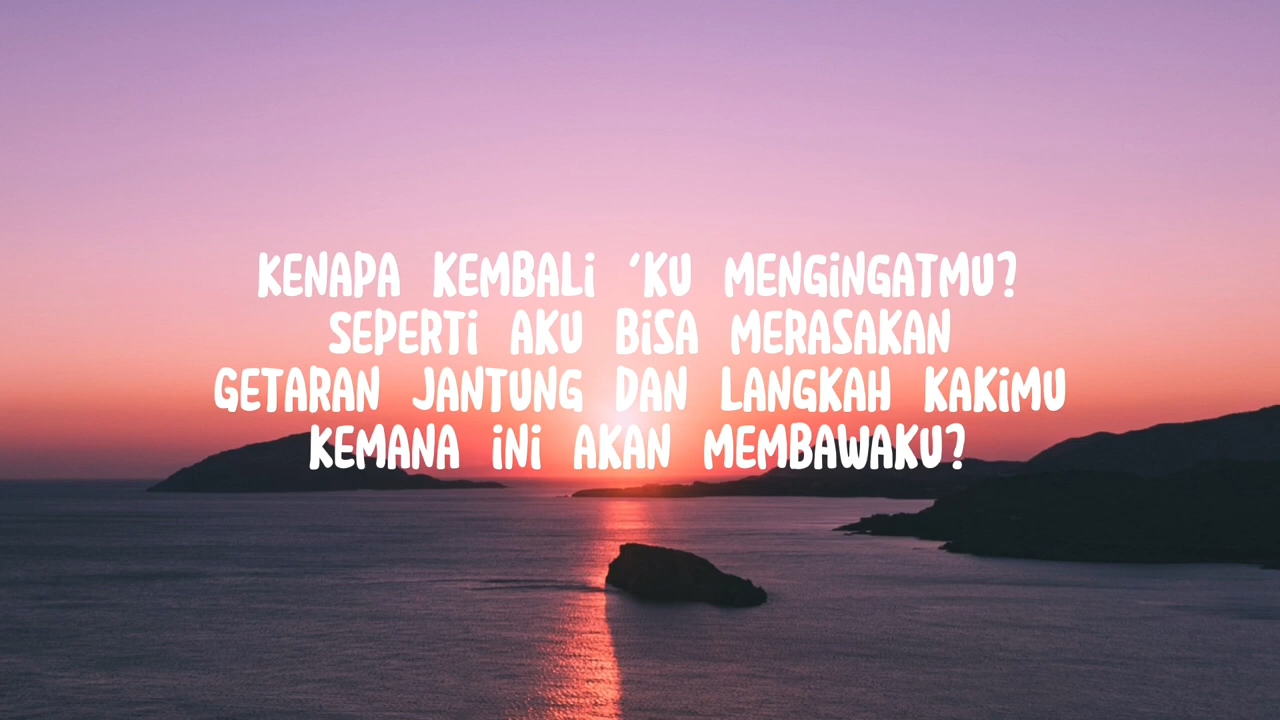 KENAPA KEMBALI 'KU MENGINGATMU?
SEPERTI AKU BISA MERASAKAN
GETARAN JANTUNG DAN LANGKAH KAKIMU
KEMANA INI AKAN MEMBAWAKU?